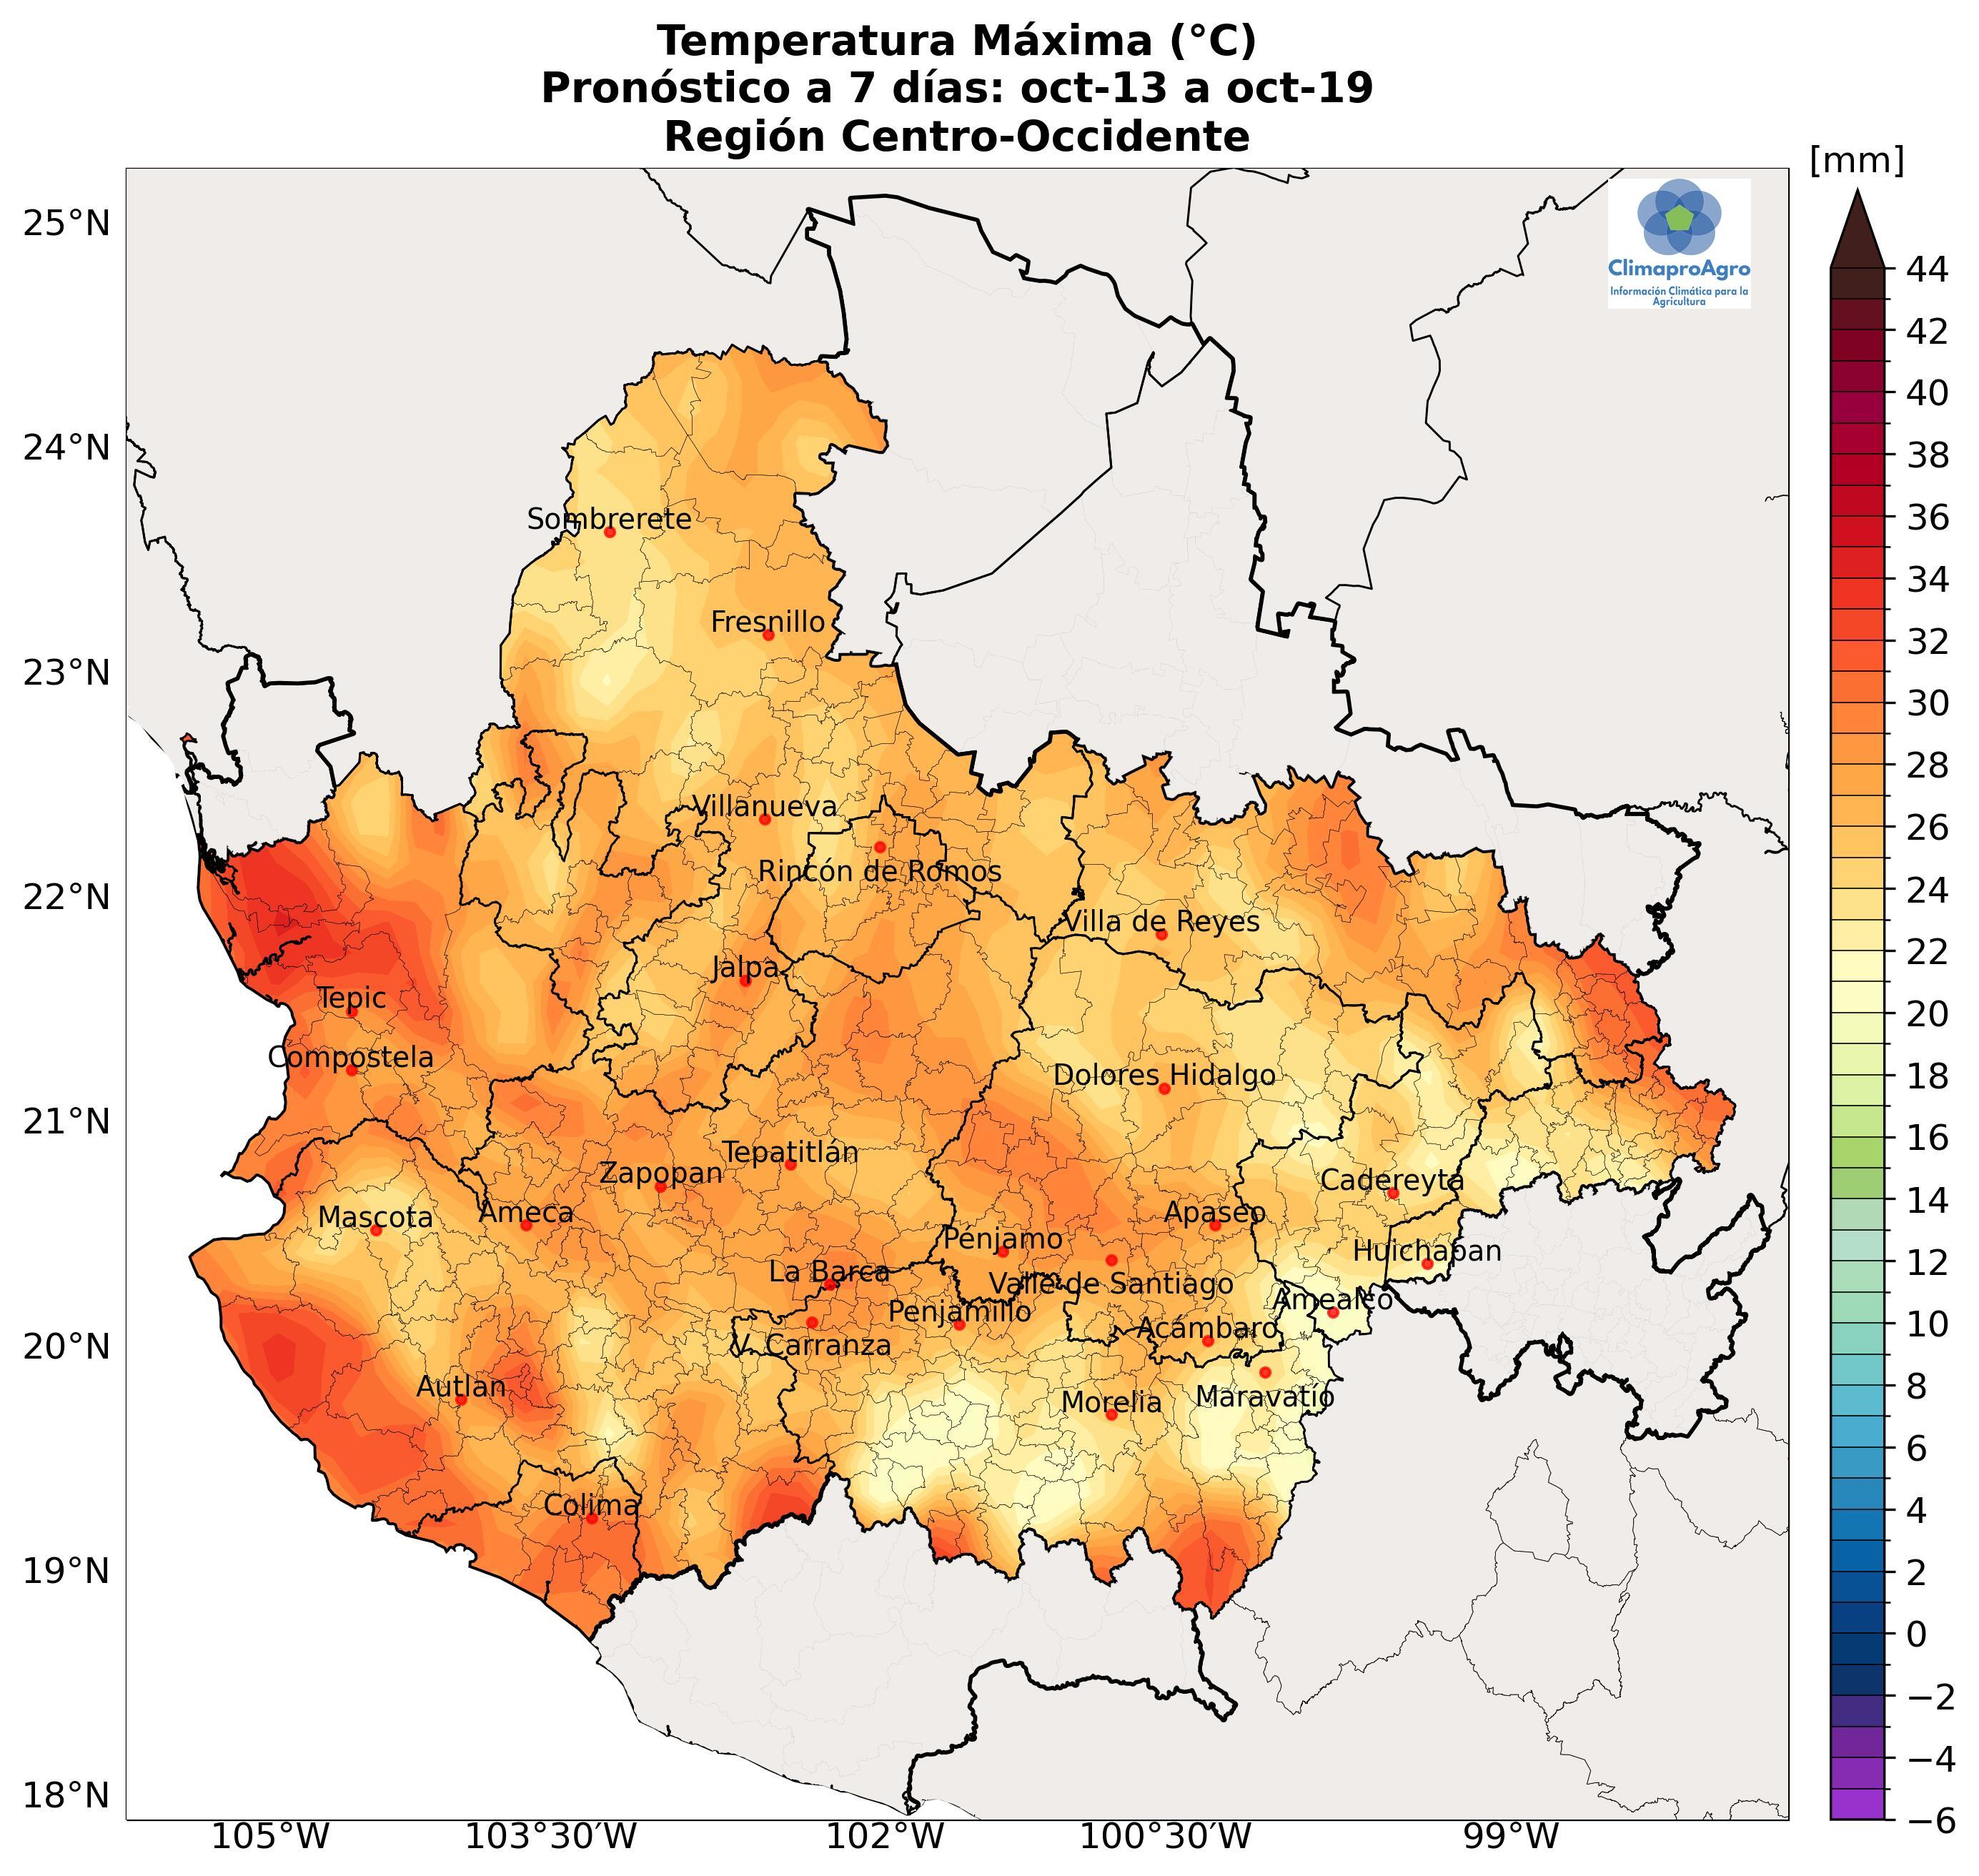 Temperatura Máxima (°C)
Pronóstico a 7 días: oct-13 a oct-19
Región Centro-Occidente
[mm]
ClimaproAgro
Información Climática para la
Agricultura
25°N
24°N
23°N
22°N
21°N
20°N
19°N
18°N
Sombrerete
Fresnillo
Villanueva
Rincón de Romos
Villa de Reyes
Jalpa
Tepic
Compostela
Dolores Hidalgo
Tepatitlán
Zapopan
Cadereyta
Mascota
Ameca
Apaseo
Pénjamo
Huichapan
La Barca
Valle de Santiago
Amealco
Penjamillo
Acámbaro
V. Carranza
Autlan
Morelia
Maravatío
Colima
105°W
103°30′W
102°W
100°30′W
99°W
44
42
40
38
36
34
32
30
28
26
24
22
20
18
16
14
12
10
8
6
4
2
0
−2
−4
−6